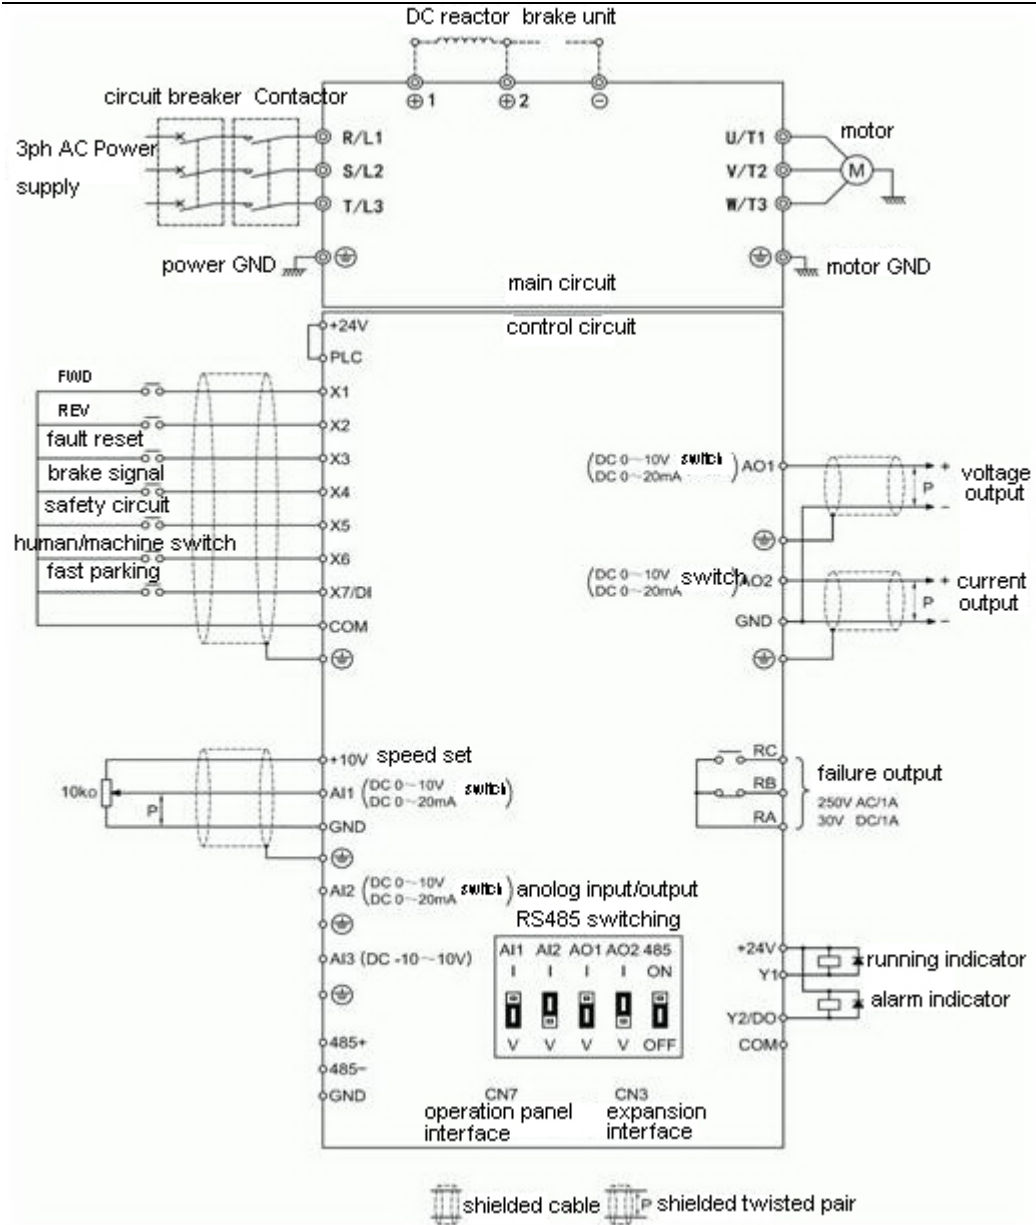 DC reactor brake unit
⊕1 ⊕2 ⊖
circuit breaker Contactor
3ph AC Power
supply
R/L1
S/L2
T/L3
U/T1
V/T2
W/T3
motor
M
power GND
motor GND
main circuit
control circuit
+24V
PLC
FWD
X1
REV
X2
fault reset
X3
brake signal
X4
safety circuit
X5
human/machine switch
X6
fast parking
X7/DI
COM
(DC 0~10V switch) AO1
DC 0~20mA
P
+
-
voltage
output
(DC 0~10V switch AO2
DC 0~20mA
GND
P
+
-
current
output
+10V speed set
10kΩ
P
AI1 (DC 0~10V switch)
DC 0~20mA
GND
RC
RB
RA
failure output
250V AC/1A
30V DC/1A
AI2 (DC 0~10V switch) anolog input/output
DC 0~20mA
RS485 switching
AI3 (DC -10~10V)
AI1 AI2 AO1 AO2 485
I I I I ON
V V V V OFF
+24V
Y1
running indicator
Y2/DO
alarm indicator
COM
485+
485-
GND
CN7
operation panel
interface
CN3
expansion
interface
shielded cable P shielded twisted pair